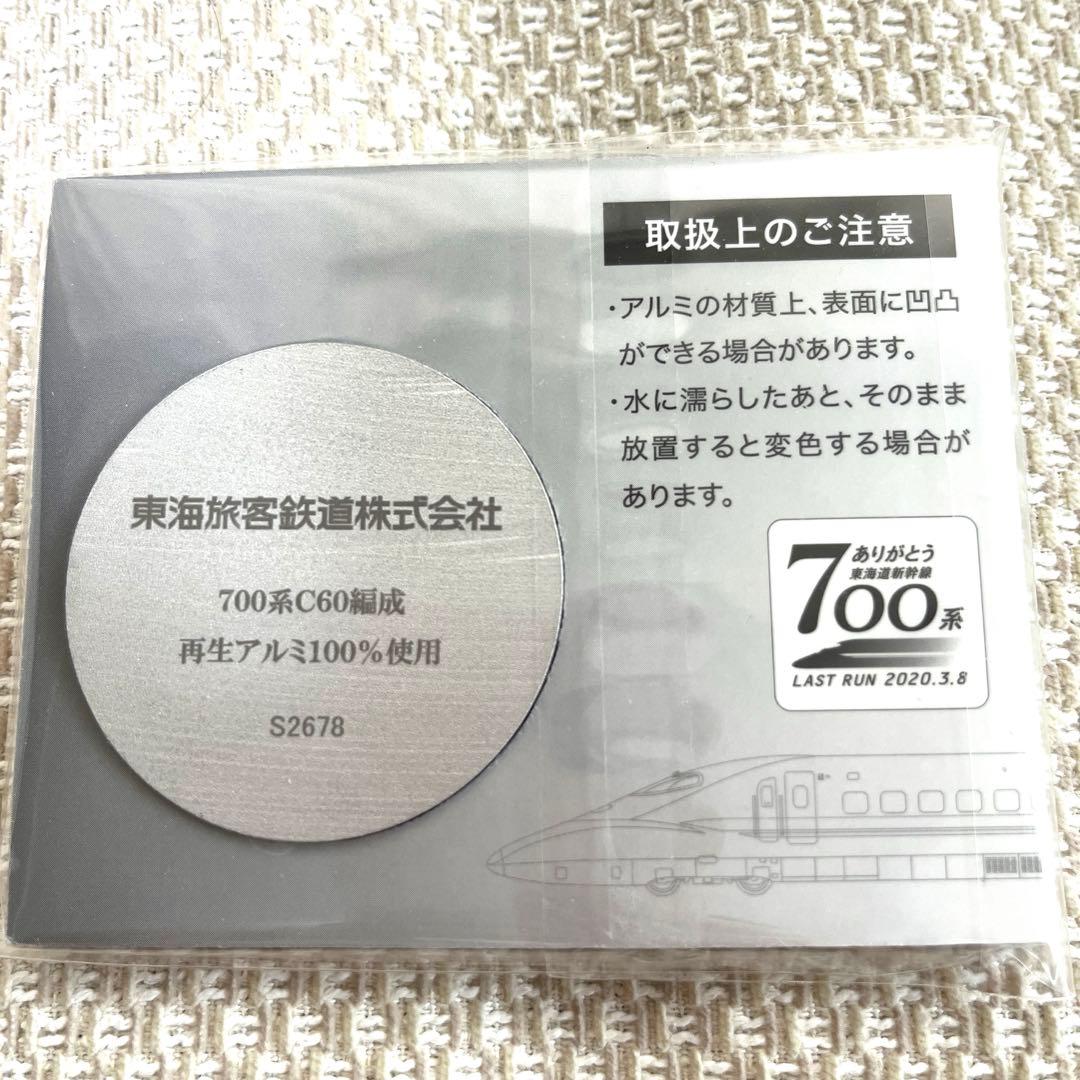 取扱上のご注意
・アルミの材質上、表面に凹凸
ができる場合があります。
・水に濡らしたあと、そのまま
放置すると変色する場合が
あります。
東海旅客鉄道株式会社
700系C60編成
再生アルミ100%使用
S2678
ありがとう
東海道新幹線
700系
LAST RUN 2020.3.8